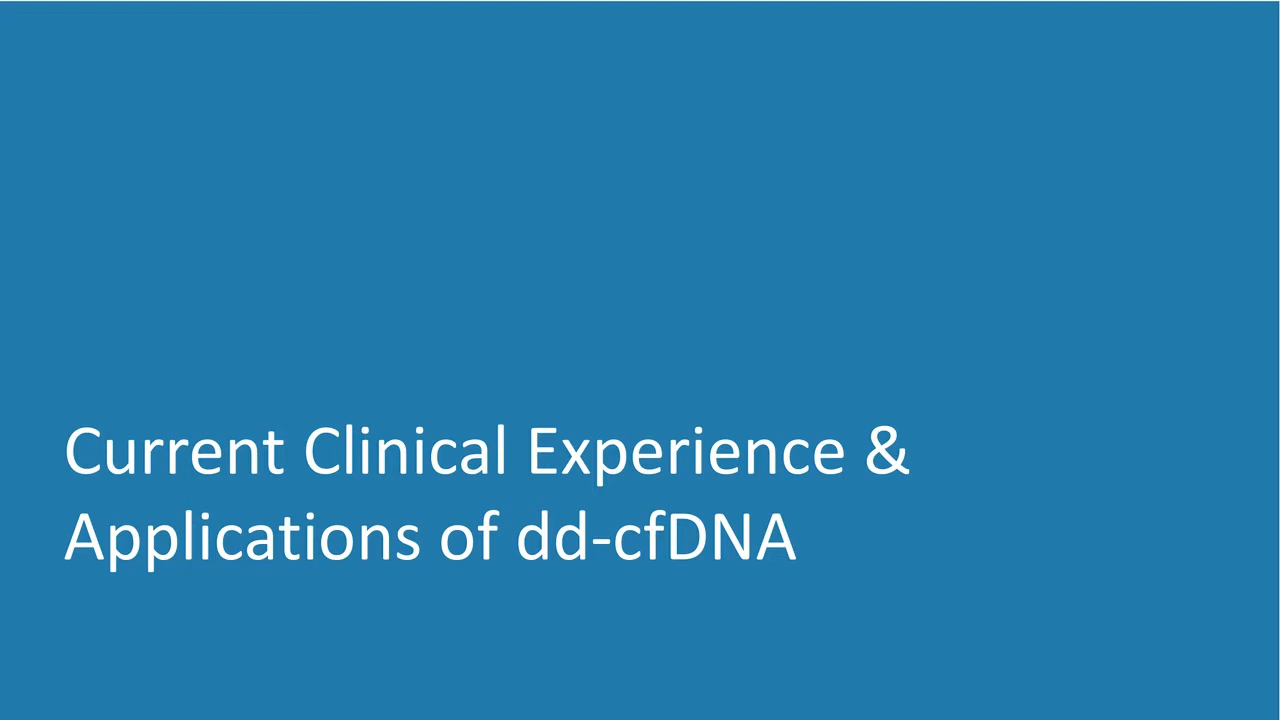 Current Clinical Experience &
Applications of dd-cfDNA